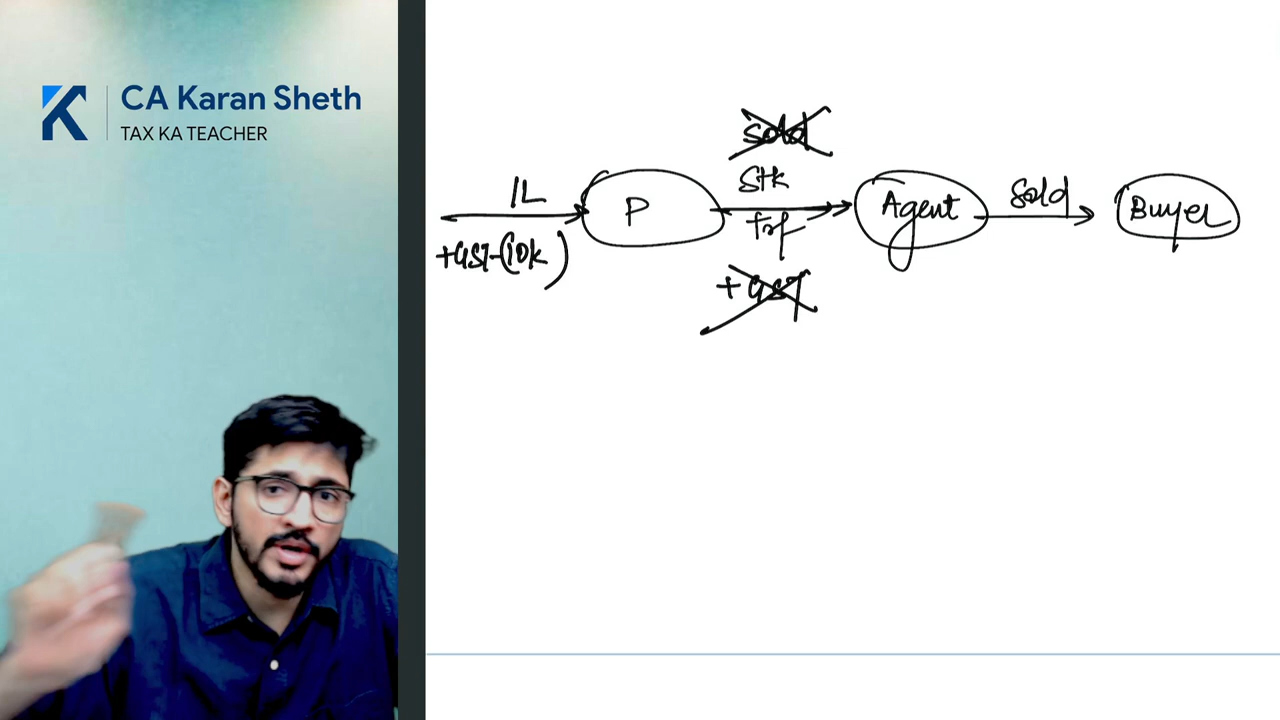 CA Karan Sheth
TAX KA TEACHER
sold
1L
Stk
P
Agent
Sold
Buyer
trf
+GST-(10k)
+GST